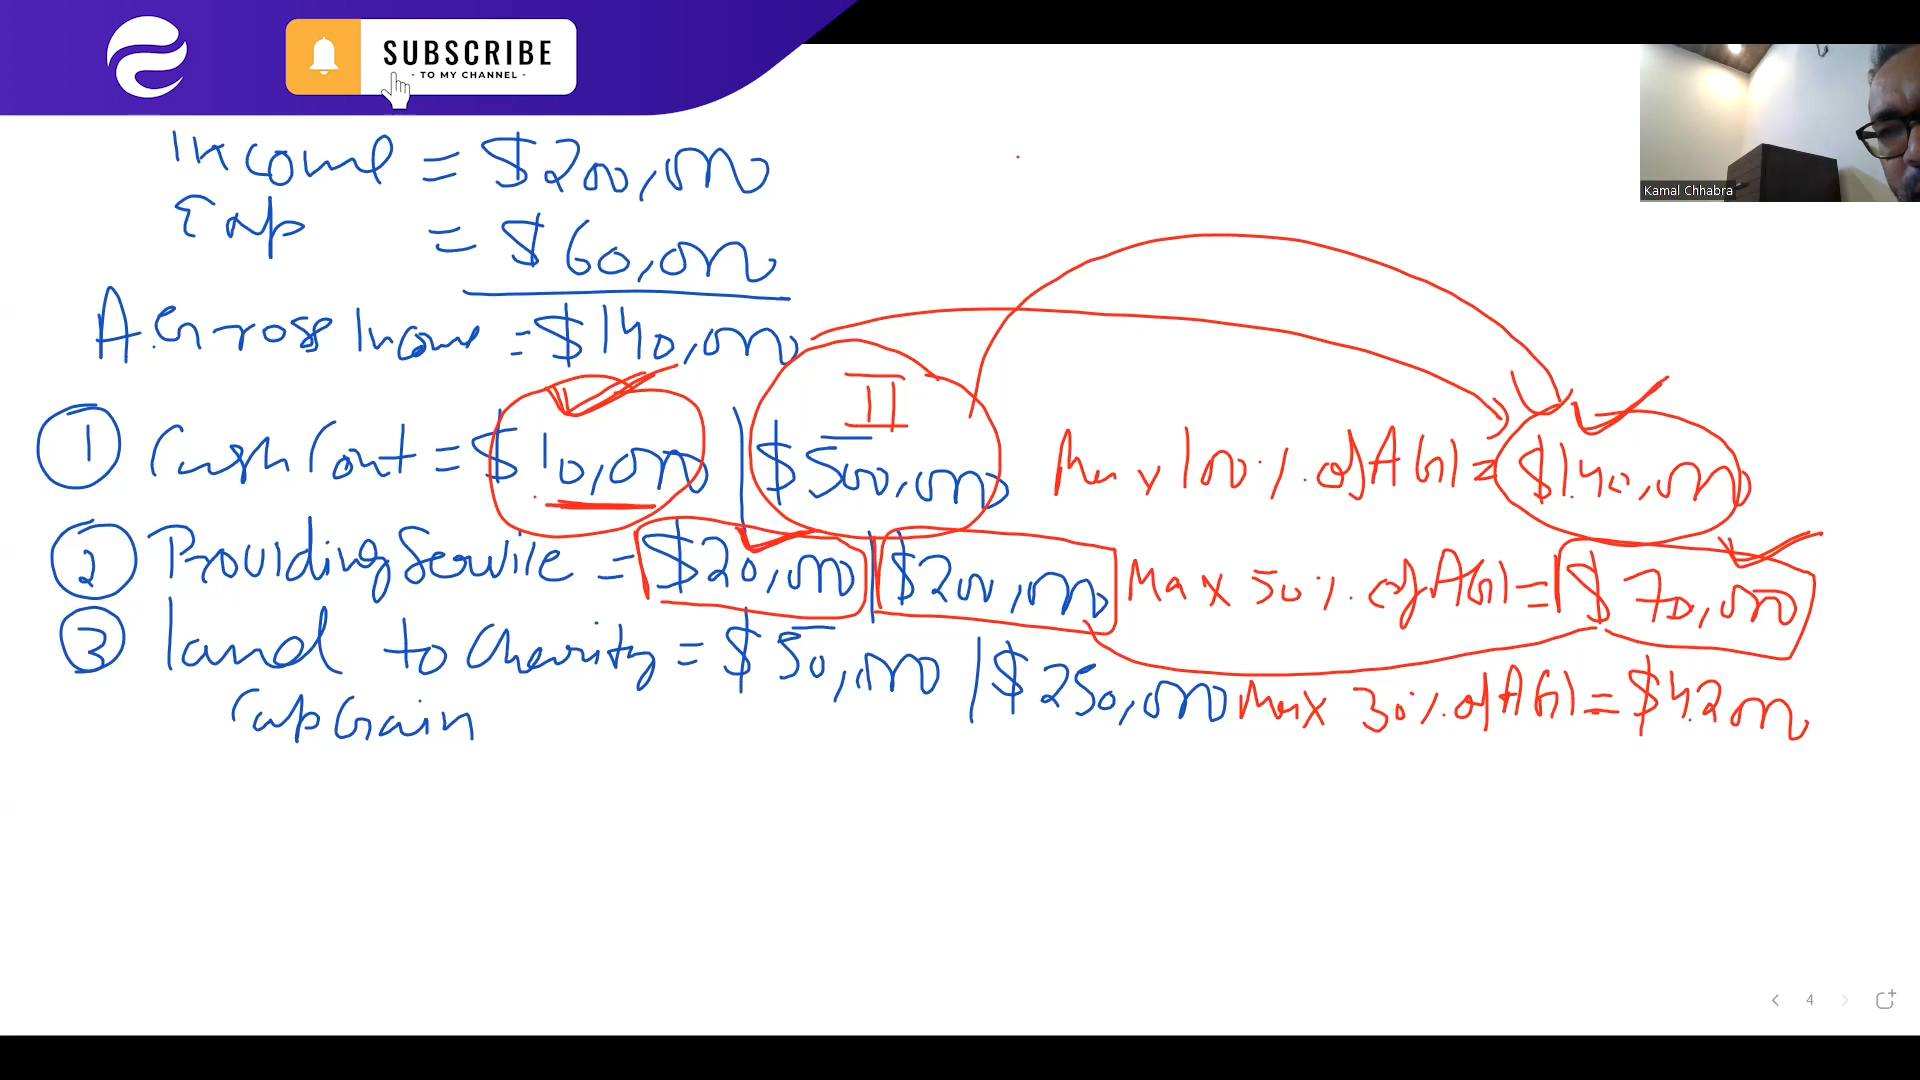 SUBSCRIBE
- TO MY CHANNEL -
Kamal Chhabra
Income = $200,000
Exp = $60,000
A.Gross Income = $140,000
① Cash Cont = $10,000 | $500,000 Max 100%. of AGI = $140,000
II
② Providing Service = $20,000 | $200,000 Max 50%. of AGI = $70,000
③ land to Charity = $50,000 | $250,000 Max 30%. of AGI = $42000
Cap Gain
4